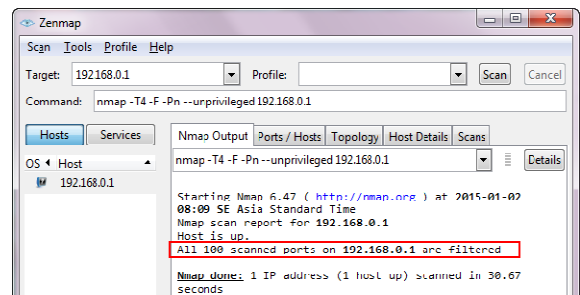 Zenmap
Scan Tools Profile Help
Target: 192.168.0.1 Profile: Scan Cancel
Command: nmap -T4 -F -Pn --unprivileged 192.168.0.1
Hosts Services
Nmap Output Ports / Hosts Topology Host Details Scans
OS Host
nmap -T4 -F -Pn --unprivileged 192.168.0.1 Details
192.168.0.1
Starting Nmap 6.47 ( http://nmap.org ) at 2015-01-02
08:09 SE Asia Standard Time
Nmap scan report for 192.168.0.1
Host is up.
All 100 scanned ports on 192.168.0.1 are filtered
Nmap done: 1 IP address (1 host up) scanned in 30.67
seconds